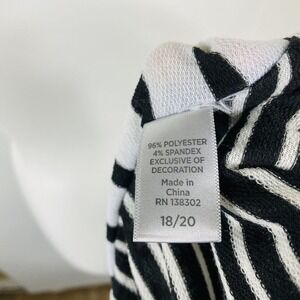 96% POLYESTER
4% SPANDEX
EXCLUSIVE OF
DECORATION
Made in
China
RN 138302
18/20